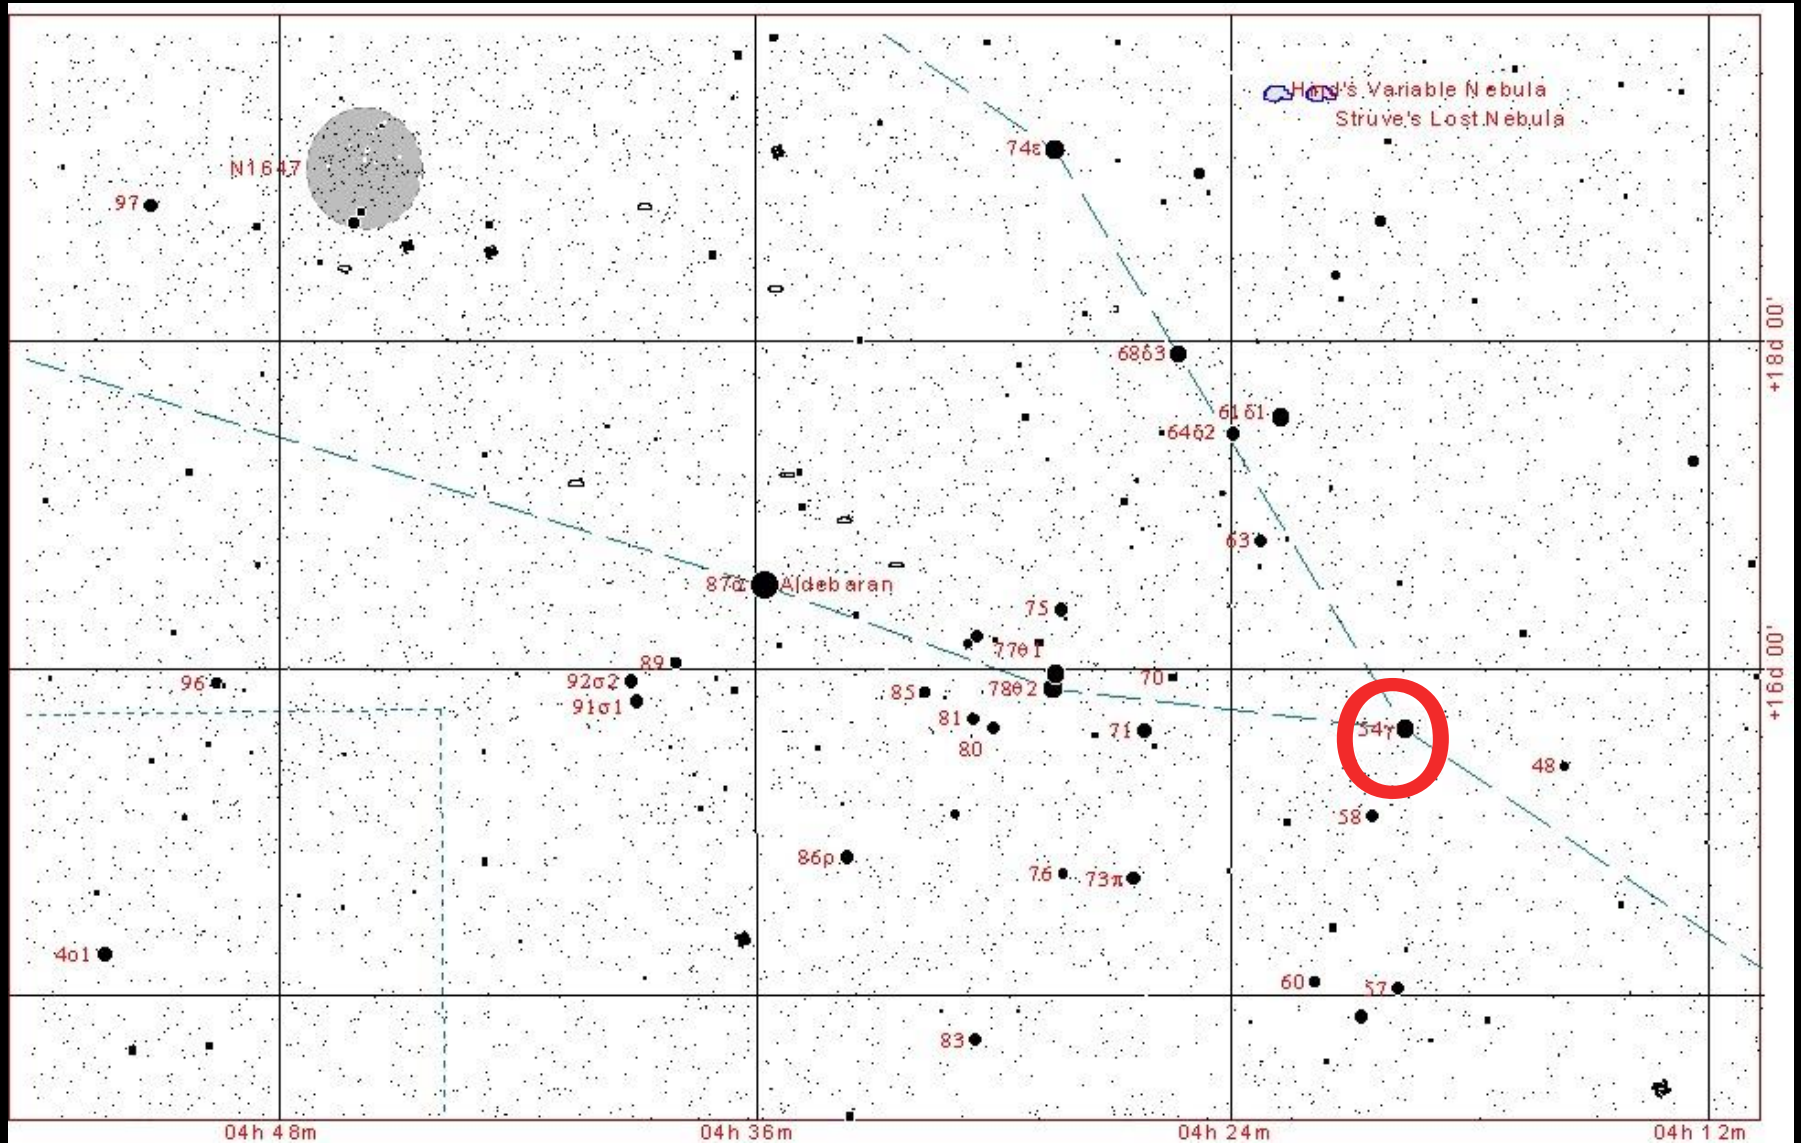 Hind's Variable Nebula
Struve's Lost Nebula
74ε
N1647
97
+18d 00'
68δ3
61δ1
64δ2
63
87α Aldebaran
75
77θ1
89
70
+16d 00'
96
92σ2
78θ2
85
91σ1
81
71
54γ
80
48
58
86ρ
76
73π
4ο1
60
57
83
04h 48m
04h 36m
04h 24m
04h 12m